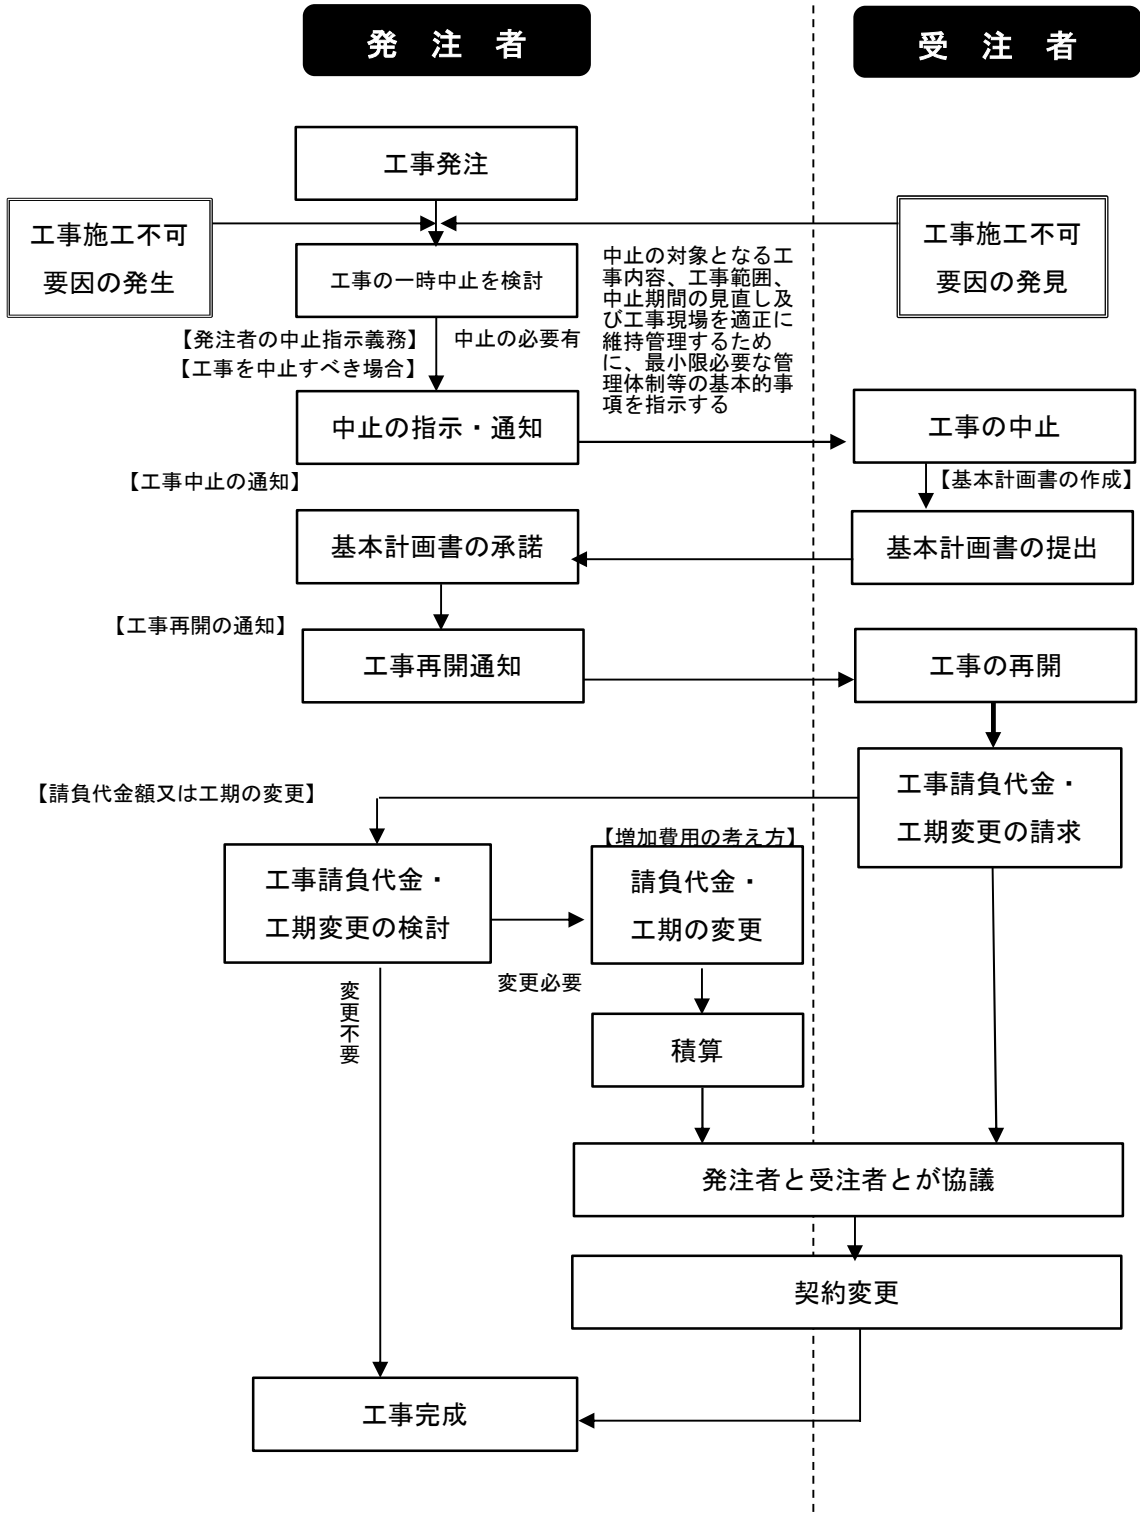 発　注　者
受　注　者
工事発注
工事施工不可
要因の発生
工事施工不可
要因の発見
工事の一時中止を検討
中止の対象となる工
事内容、工事範囲、
中止期間の見直し及
び工事現場を適正に
維持管理するため
に、最小限必要な管
理体制等の基本的事
項を指示する
【発注者の中止指示義務】
中止の必要有
【工事を中止すべき場合】
中止の指示・通知
工事の中止
【工事中止の通知】
【基本計画書の作成】
基本計画書の承諾
基本計画書の提出
【工事再開の通知】
工事再開通知
工事の再開
【請負代金額又は工期の変更】
工事請負代金・
工期変更の請求
【増加費用の考え方】
工事請負代金・
工期変更の検討
請負代金・
工期の変更
変更必要
変更不要
積算
発注者と受注者とが協議
契約変更
工事完成